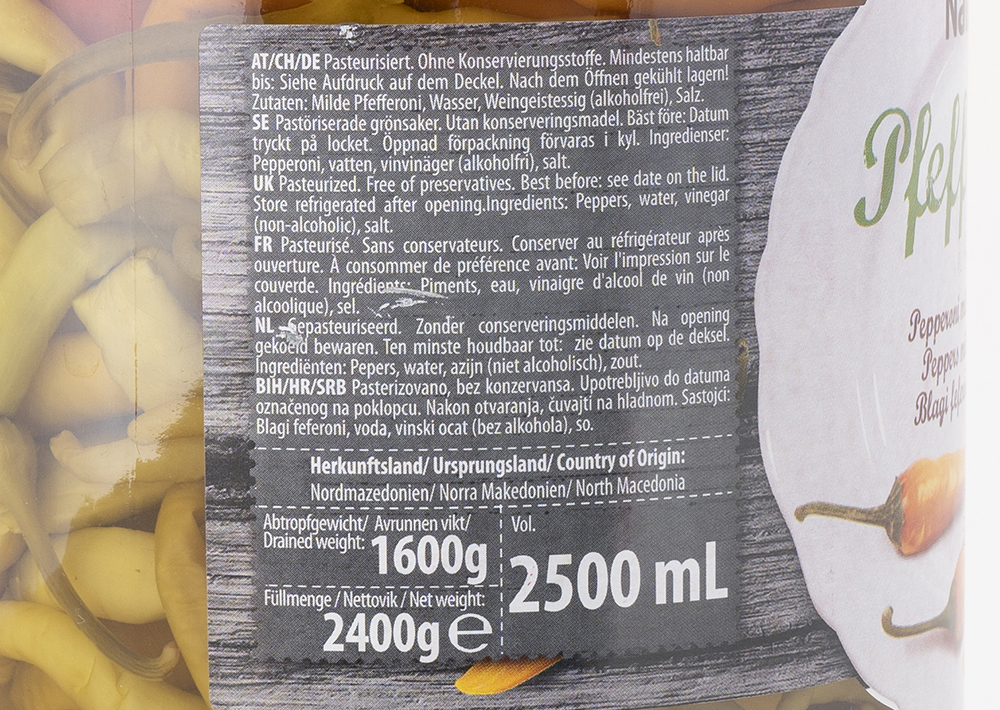 AT/CH/DE Pasteurisiert. Ohne Konservierungsstoffe. Mindestens haltbar
bis: Siehe Aufdruck auf dem Deckel. Nach dem Öffnen gekühlt lagern!
Zutaten: Milde Pfefferoni, Wasser, Weingeistessig (alkoholfrei), Salz.
SE Pastöriserade grönsaker. Utan konserveringsmadel. Bäst före: Datum
tryckt på locket. Öppnad förpackning förvaras i kyl. Ingredienser:
Pepperoni, vatten, vinvinäger (alkoholfri), salt.
UK Pasteurized. Free of preservatives. Best before: see date on the lid.
Store refrigerated after opening.Ingredients: Peppers, water, vinegar
(non-alcoholic), salt.
FR Pasteurisé. Sans conservateurs. Conserver au réfrigérateur après
ouverture. À consommer de préférence avant: Voir l'impression sur le
couverde. Ingrédients: Piments, eau, vinaigre d'alcool de vin (non
alcoolique), sel.
NL Gepasteuriseerd. Zonder conserveringsmiddelen. Na opening
gekoeld bewaren. Ten minste houdbaar tot: zie datum op de deksel.
Ingrediënten: Pepers, water, azijn (niet alcoholisch), zout.
BIH/HR/SRB Pasterizovano, bez konzervansa. Upotrebljivo do datuma
označenog na poklopcu. Nakon otvaranja, čuvajti na hladnom. Sastojci:
Blagi feferoni, voda, vinski ocat (bez alkohola), so.
Herkunftsland/ Ursprungsland/ Country of Origin:
Nordmazedonien/ Norra Makedonien/ North Macedonia
Abtropfgewicht/ Avrunnen vikt/
Drained weight: 1600g
Füllmenge / Nettovik / Net weight:
2400g ℮
Vol.
2500 mL
Peppers
Blagi